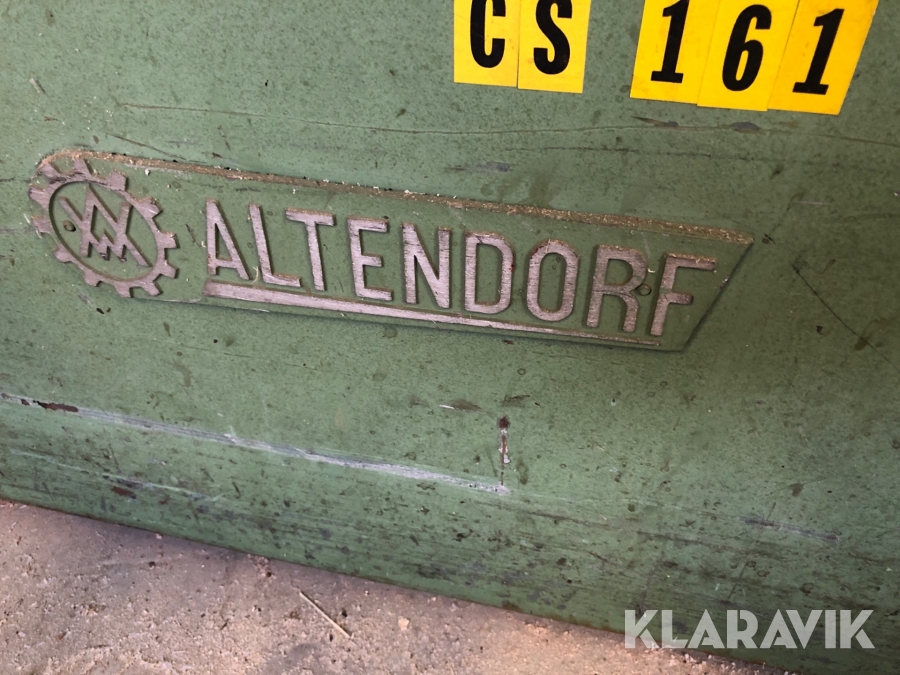 CS 161
ALTENDORF
KLARAVIK